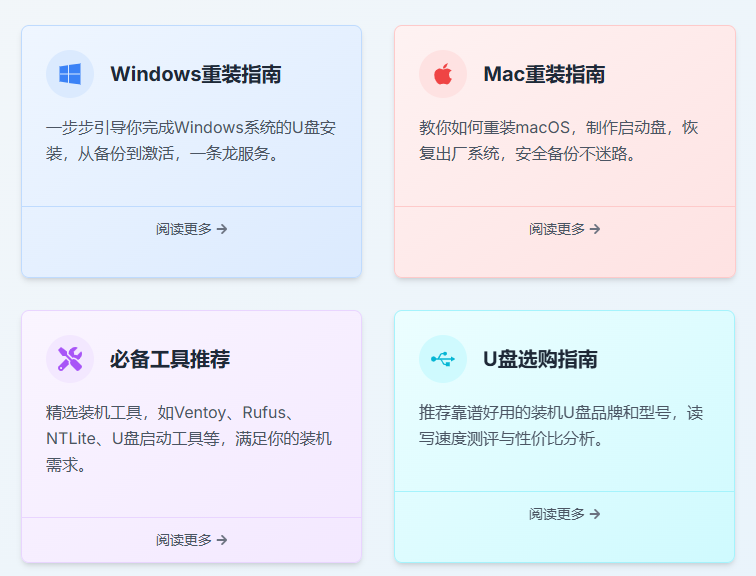 Windows重装指南
一步步引导你完成Windows系统的U盘安
装，从备份到激活，一条龙服务。
阅读更多 →
Mac重装指南
教你如何重装macOS，制作启动盘，恢
复出厂系统，安全备份不迷路。
阅读更多 →
必备工具推荐
精选装机工具，如Ventoy、Rufus、
NTLite、U盘启动工具等，满足你的装机
需求。
阅读更多 →
U盘选购指南
推荐靠谱好用的装机U盘品牌和型号，读
写速度测评与性价比分析。
阅读更多 →